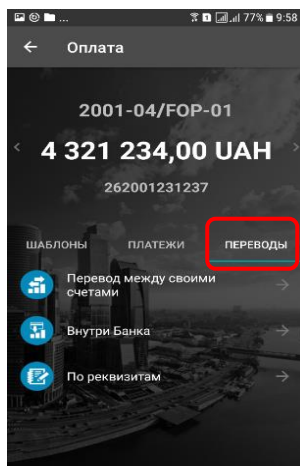 77% 9:58
Оплата
2001-04/FOP-01
4 321 234,00 UAH
262001231237
ШАБЛОНЫ ПЛАТЕЖИ ПЕРЕВОДЫ
Перевод между своими
счетами
Внутри Банка
По реквизитам